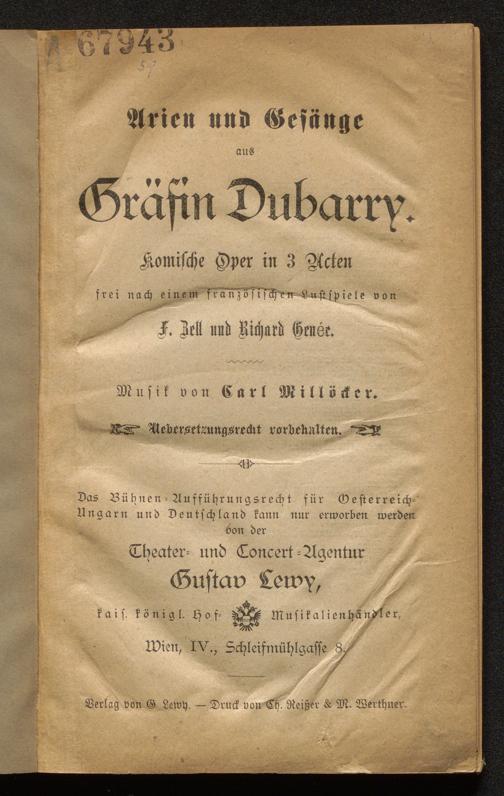 67943
Arien und Gesänge
aus
Gräfin Dubarry.
Komische Oper in 3 Acten
frei nach einem französischen Lustspiele von
F. Zell und Richard Genée.
Musik von Carl Millöcker.
Uebersetzungsrecht vorbehalten.
Das Bühnen-Aufführungsrecht für Oesterreich-
Ungarn und Deutschland kann nur erworben werden
von der
Theater- und Concert-Agentur
Gustav Lewy,
kais. königl. Hof- Musikalienhändler,
Wien, IV., Schleifmühlgasse 8.
Verlag von G. Lewy. — Druck von Ch. Reißer & M. Werthner.